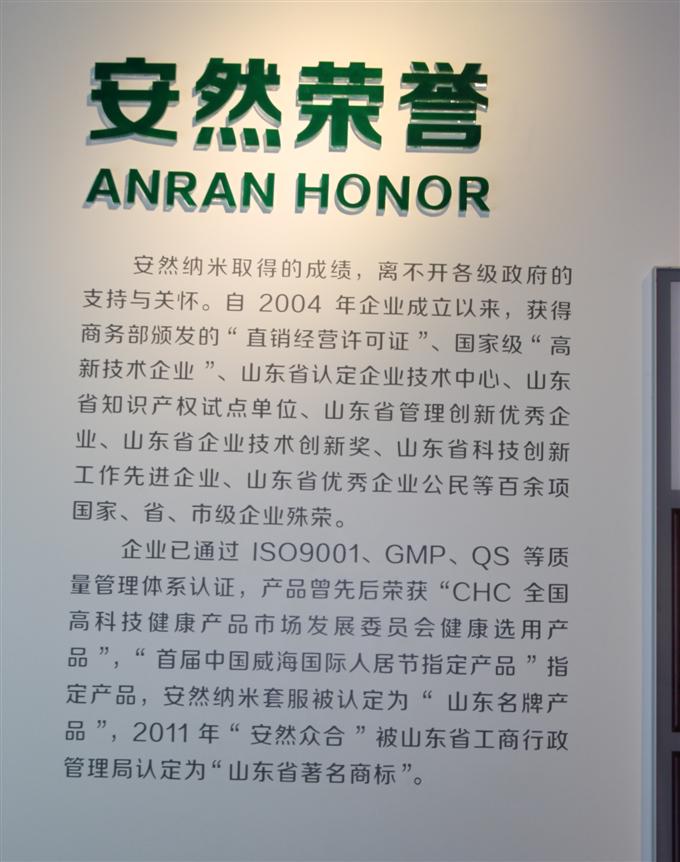 安然荣誉
ANRAN HONOR
安然纳米取得的成绩，离不开各级政府的
支持与关怀。自 2004 年企业成立以来，获得
商务部颁发的“直销经营许可证”、国家级“高
新技术企业”、山东省认定企业技术中心、山东
省知识产权试点单位、山东省管理创新优秀企
业、山东省企业技术创新奖、山东省科技创新
工作先进企业、山东省优秀企业公民等百余项
国家、省、市级企业殊荣。
企业已通过 ISO9001、GMP、QS 等质
量管理体系认证，产品曾先后荣获“CHC 全国
高科技健康产品市场发展委员会健康选用产
品”，“首届中国威海国际人居节指定产品”指
定产品，安然纳米套服被认定为“山东名牌产
品”，2011 年“安然众合”被山东省工商行政
管理局认定为“山东省著名商标”。